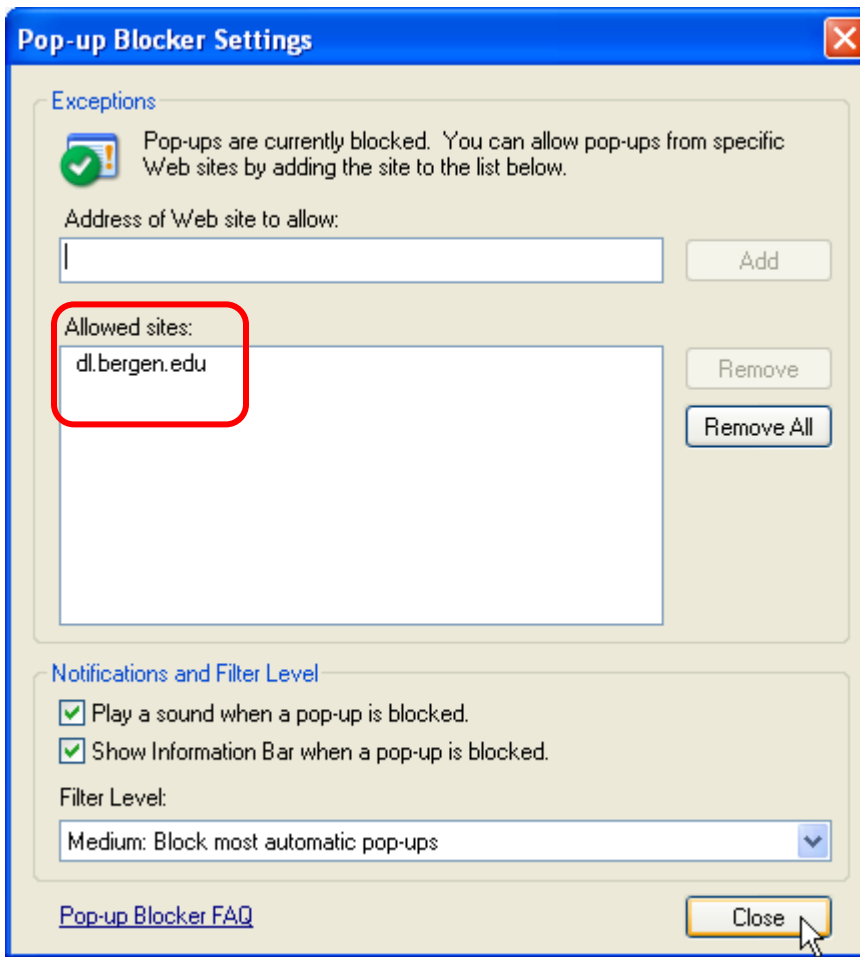 Pop-up Blocker Settings
Exceptions
Pop-ups are currently blocked. You can allow pop-ups from specific
Web sites by adding the site to the list below.
Address of Web site to allow:
Add
Allowed sites:
dl.bergen.edu
Remove
Remove All
Notifications and Filter Level
Play a sound when a pop-up is blocked.
Show Information Bar when a pop-up is blocked.
Filter Level:
Medium: Block most automatic pop-ups
Pop-up Blocker FAQ
Close